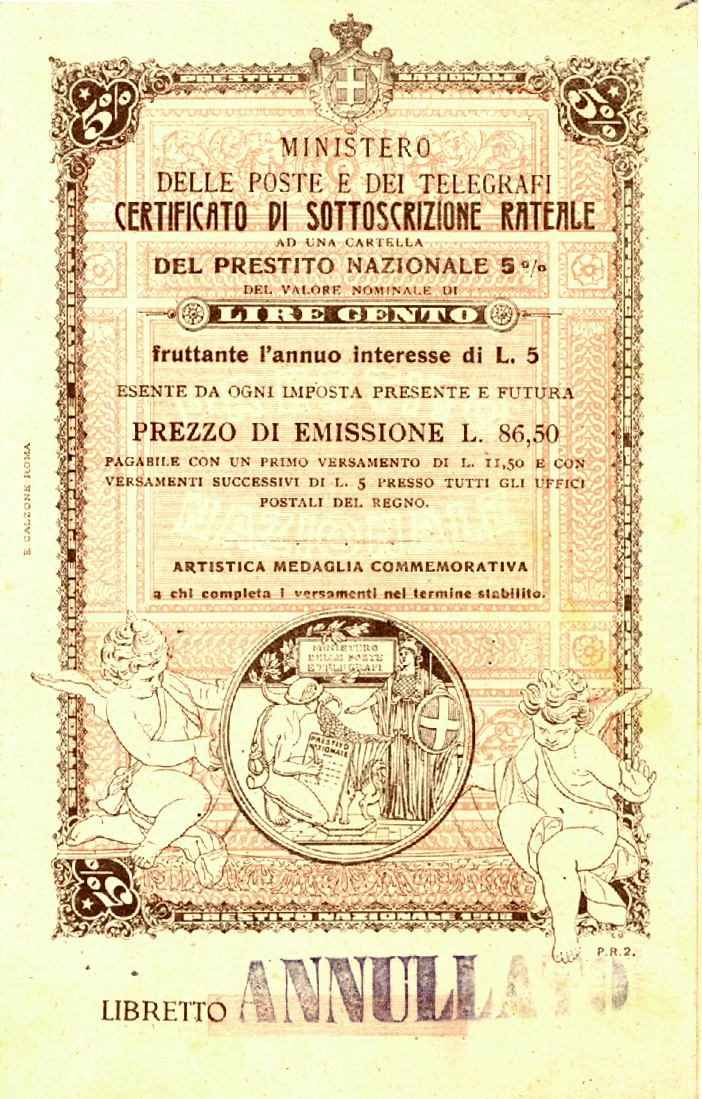 PRESTITO NAZIONALE
5%
5%
MINISTERO
DELLE POSTE E DEI TELEGRAFI
CERTIFICATO DI SOTTOSCRIZIONE RATEALE
AD UNA CARTELLA
DEL PRESTITO NAZIONALE 5%
DEL VALORE NOMINALE DI
LIRE CENTO
fruttante l'annuo interesse di L. 5
ESENTE DA OGNI IMPOSTA PRESENTE E FUTURA
PREZZO DI EMISSIONE L. 86,50
PAGABILE CON UN PRIMO VERSAMENTO DI L. 11,50 E CON
VERSAMENTI SUCCESSIVI DI L. 5 PRESSO TUTTI GLI UFFICI
POSTALI DEL REGNO.
E. CALZONE-ROMA
ARTISTICA MEDAGLIA COMMEMORATIVA
a chi completa i versamenti nel termine stabilito.
MINISTERO
DELLE POSTE
E TELEGRAFI
PRESTITO
NAZIONALE
5%
PRESTITO NAZIONALE
P.R.2.
LIBRETTO ANNULLATO